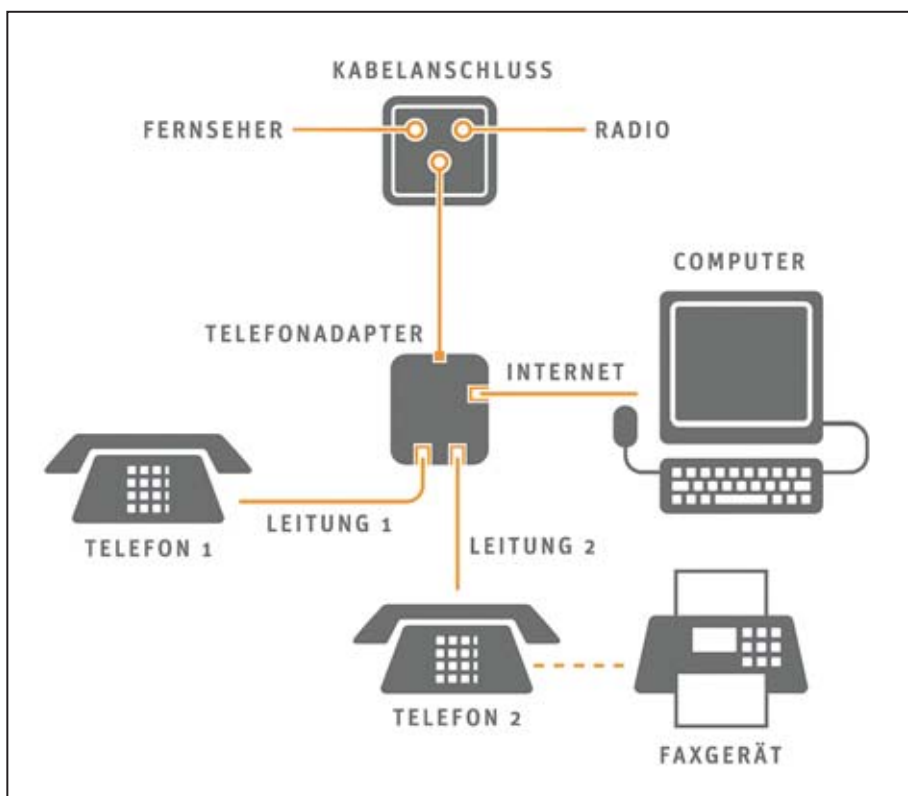 KABELANSCHLUSS
FERNSEHER
RADIO
COMPUTER
TELEFONADAPTER
INTERNET
LEITUNG 1
TELEFON 1
LEITUNG 2
TELEFON 2
FAXGERÄT